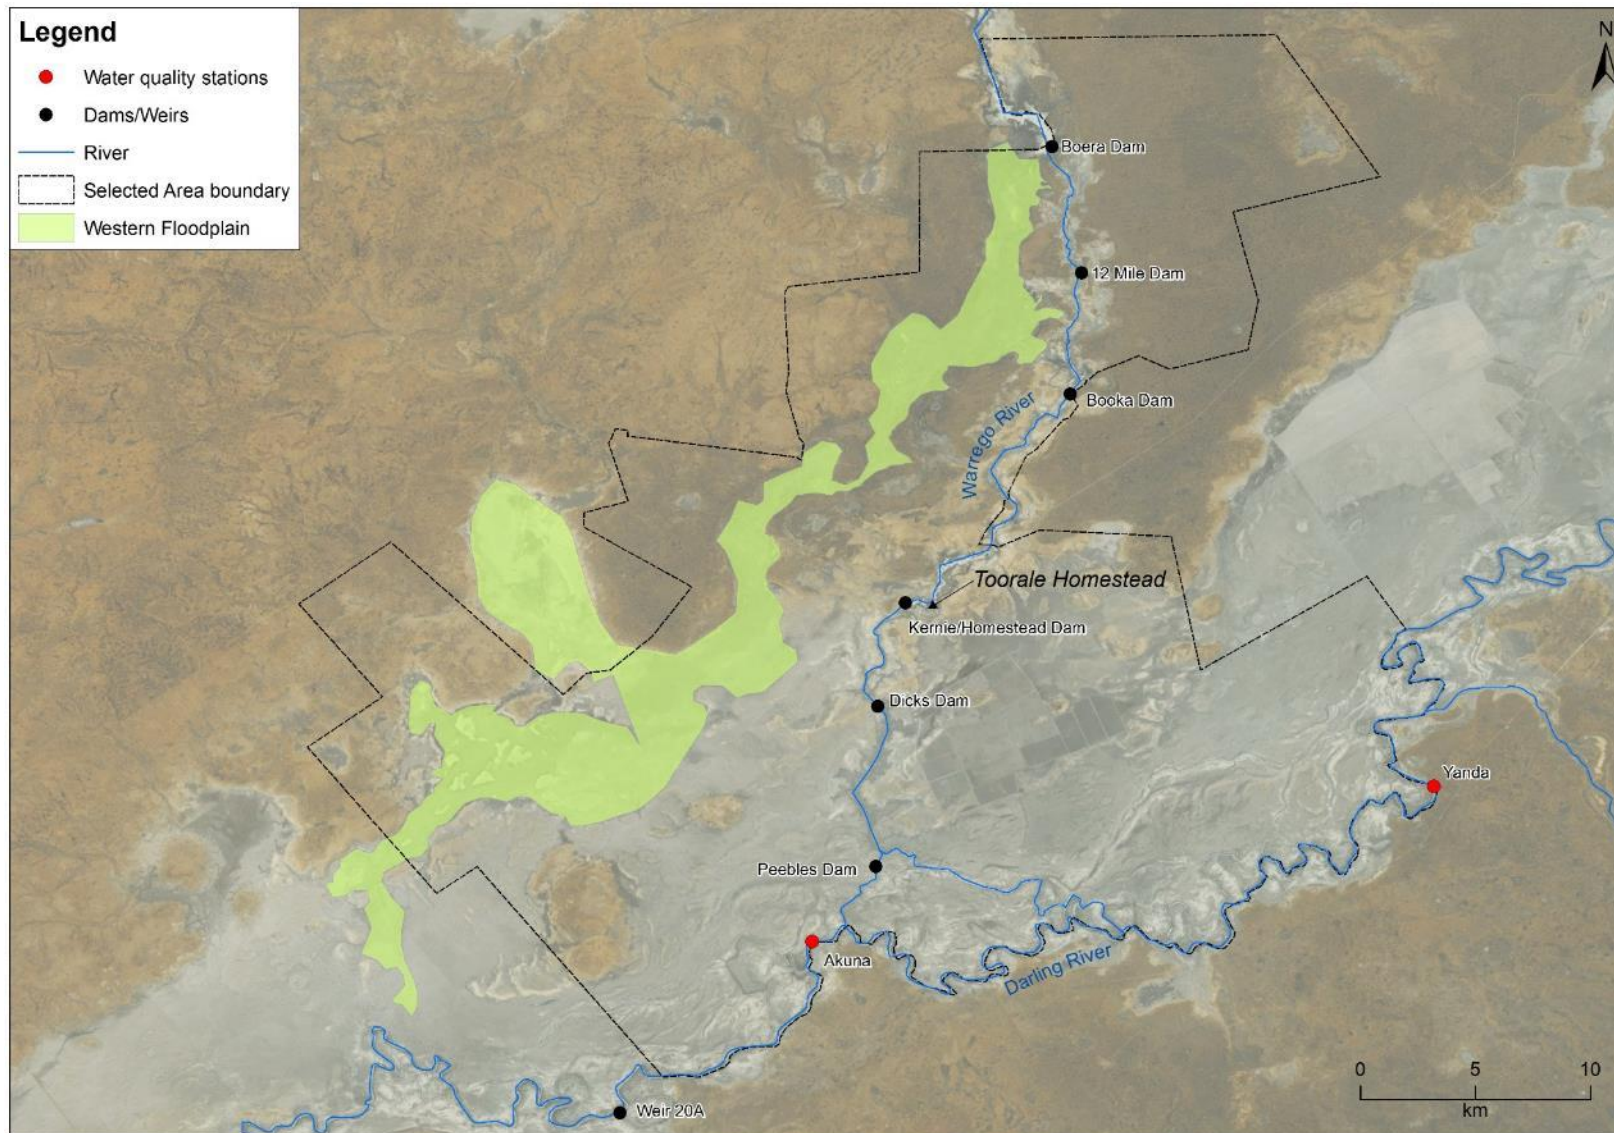 Legend
Water quality stations
Dams/Weirs
River
Selected Area boundary
Western Floodplain
N
Boera Dam
12 Mile Dam
Booka Dam
Warrego River
Toorale Homestead
Kernie/Homestead Dam
Dicks Dam
Yanda
Peebles Dam
Akuna
Darling River
Weir 20A
0 5 10
km